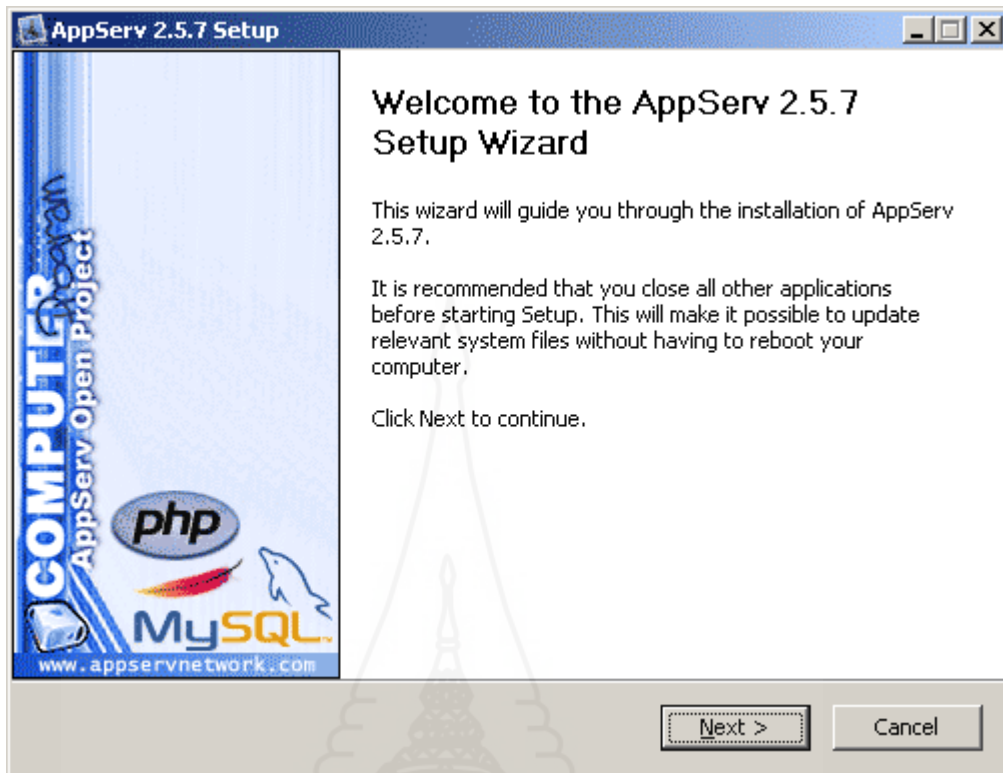 AppServ 2.5.7 Setup
Welcome to the AppServ 2.5.7
Setup Wizard
This wizard will guide you through the installation of AppServ
2.5.7.
It is recommended that you close all other applications
before starting Setup. This will make it possible to update
relevant system files without having to reboot your
computer.
Click Next to continue.
COMPUTER
Program
AppServ Open Project
php
MySQL
www.appservnetwork.com
Next >
Cancel